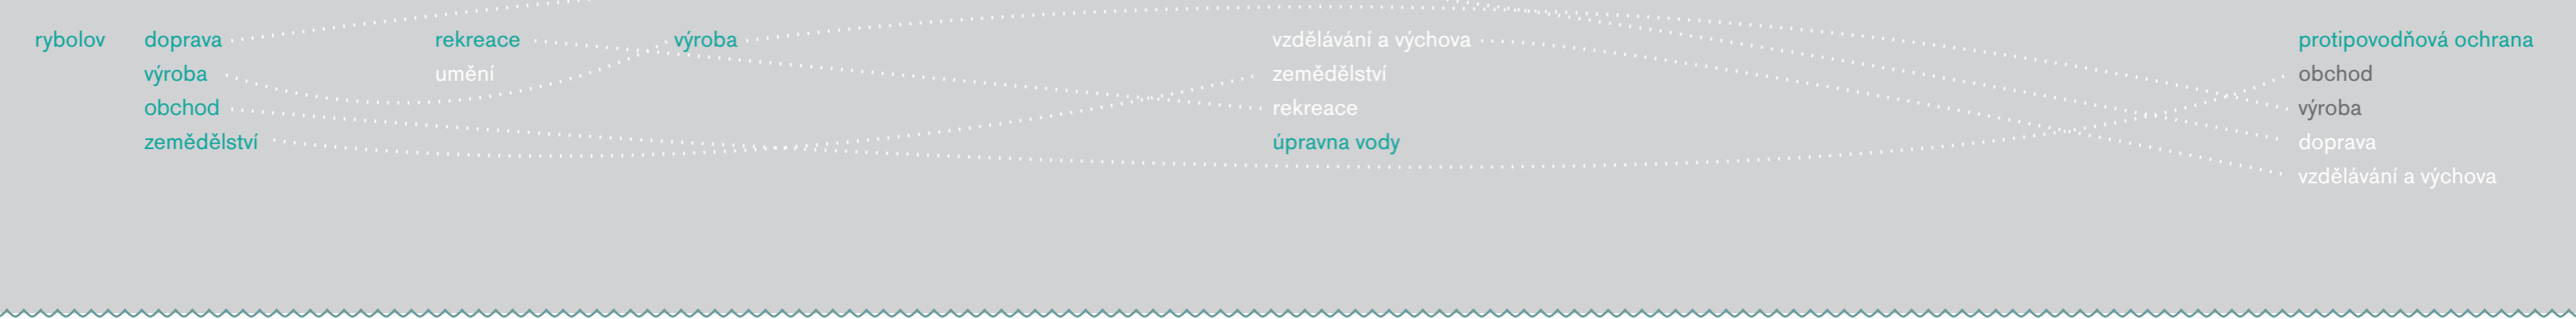 rybolov
doprava
výroba
obchod
zemědělství
rekreace
umění
výroba
vzdělávání a výchova
zemědělství
rekreace
úpravna vody
protipovodňová ochrana
obchod
výroba
doprava
vzdělávání a výchova